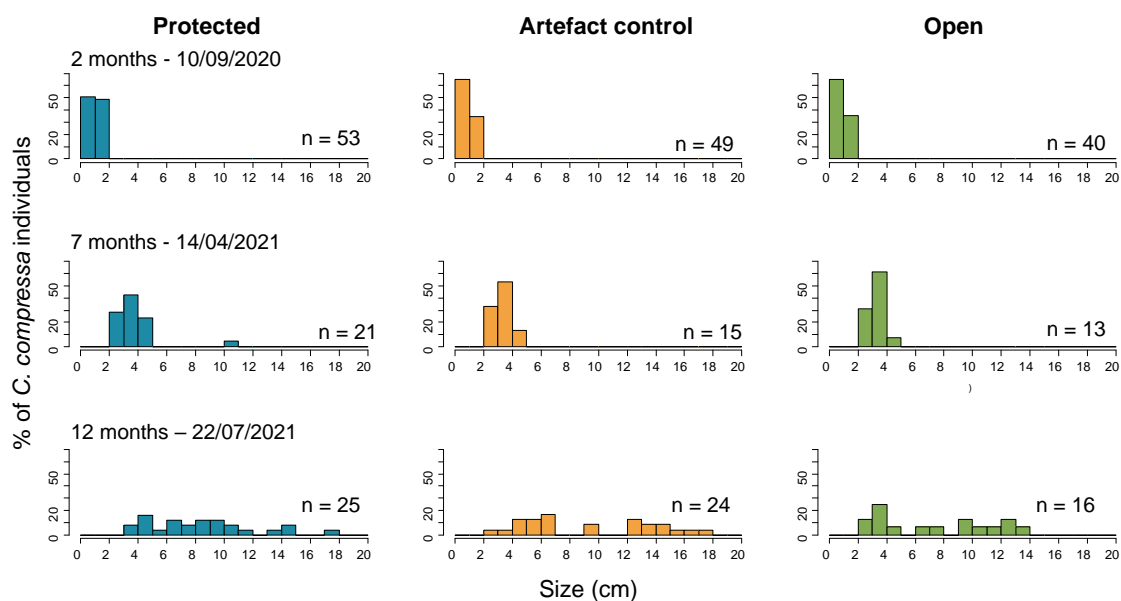 Protected Artefact control Open
2 months - 10/09/2020
% of C. compressa individuals
0 20 50
n = 53
0 2 4 6 8 10 12 14 16 18 20
0 20 50
n = 49
0 2 4 6 8 10 12 14 16 18 20
0 20 50
n = 40
0 2 4 6 8 10 12 14 16 18 20
7 months - 14/04/2021
0 20 50
n = 21
0 2 4 6 8 10 12 14 16 18 20
0 20 50
n = 15
0 2 4 6 8 10 12 14 16 18 20
0 20 50
n = 13
0 2 4 6 8 10 12 14 16 18 20
)
12 months – 22/07/2021
0 20 50
n = 25
0 2 4 6 8 10 12 14 16 18 20
0 20 50
n = 24
0 2 4 6 8 10 12 14 16 18 20
0 20 50
n = 16
0 2 4 6 8 10 12 14 16 18 20
Size (cm)